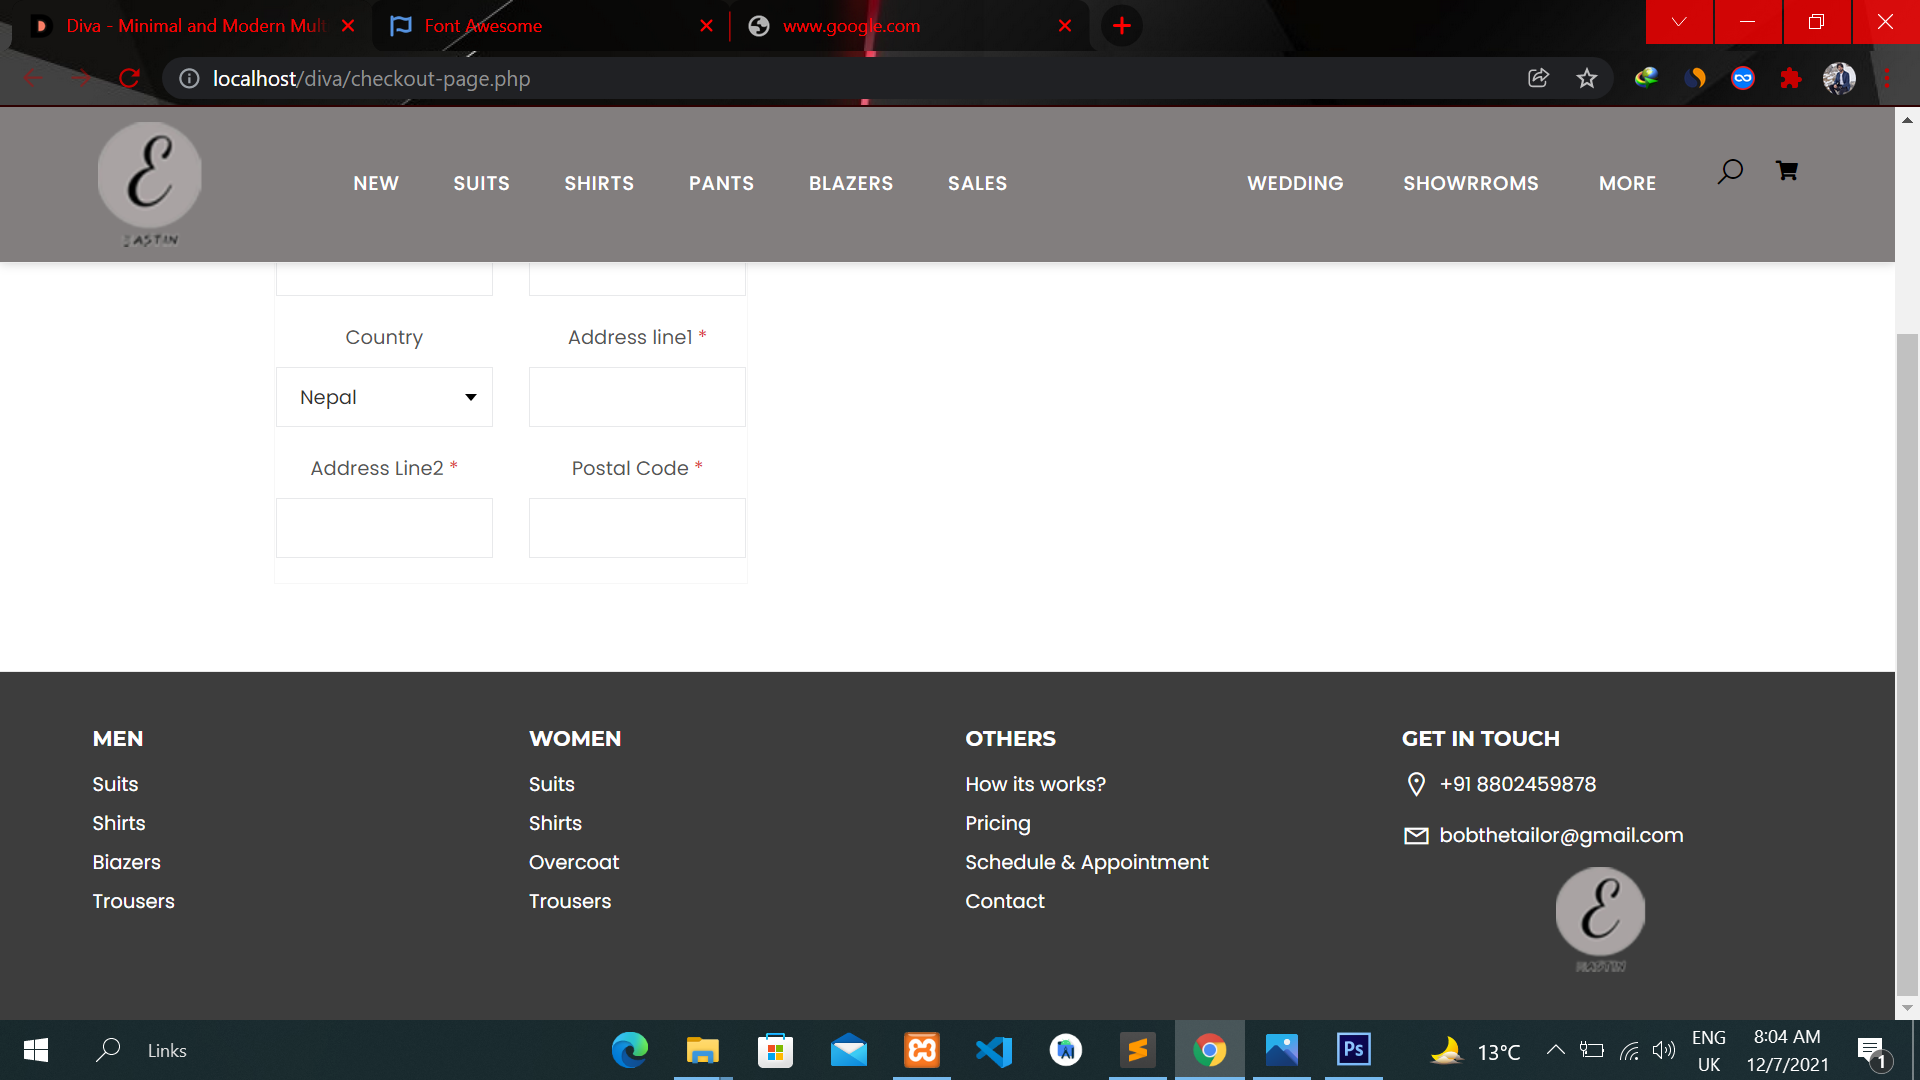 Diva - Minimal and Modern Mult
Font Awesome
www.google.com
localhost/diva/checkout-page.php
NEW SUITS SHIRTS PANTS BLAZERS SALES WEDDING SHOWRROMS MORE
EASTIN
Country Address line1 *
Nepal
Address Line2 * Postal Code *
MEN
Suits
Shirts
Biazers
Trousers
WOMEN
Suits
Shirts
Overcoat
Trousers
OTHERS
How its works?
Pricing
Schedule & Appointment
Contact
GET IN TOUCH
+91 8802459878
bobthetailor@gmail.com
EASTIN
Links
Ps
13°C
ENG
UK
8:04 AM
12/7/2021
1